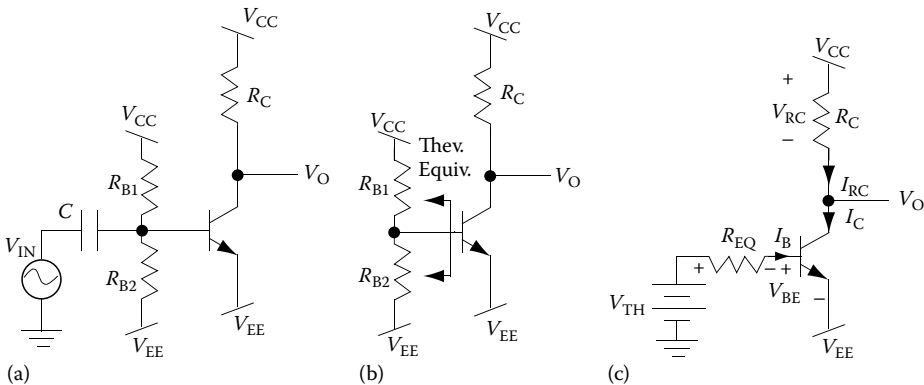 V_CC
R_C
V_CC
R_B1
V_O
C
V_IN
R_B2
V_EE
V_EE
(a)
V_CC
R_C
V_CC
Thev.
Equiv.
R_B1
V_O
R_B2
V_EE
V_EE
(b)
V_CC
+
V_RC
R_C
–
I_RC
V_O
I_C
R_EQ
I_B
+
–
+
V_BE
–
V_TH
V_EE
(c)